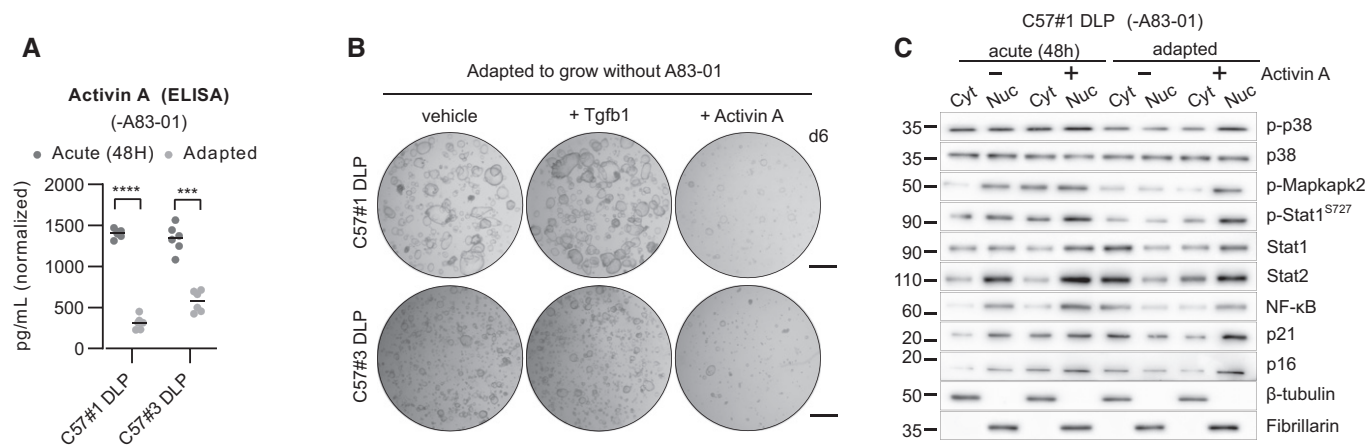 A
Activin A (ELISA)
(-A83-01)
Acute (48H) Adapted
pg/mL (normalized)
2000
1500
1000
500
0
****
***
C57#1 DLP
C57#3 DLP
B
Adapted to grow without A83-01
vehicle + Tgfb1 + Activin A
d6
C57#1 DLP
C57#3 DLP
C
C57#1 DLP (-A83-01)
acute (48h) adapted
− + − + Activin A
Cyt Nuc Cyt Nuc Cyt Nuc Cyt Nuc
35 p-p38
35 p38
50 p-Mapkapk2
90 p-Stat1S727
90 Stat1
110 Stat2
60 NF-κB
20 p21
20 p16
50 β-tubulin
35 Fibrillarin